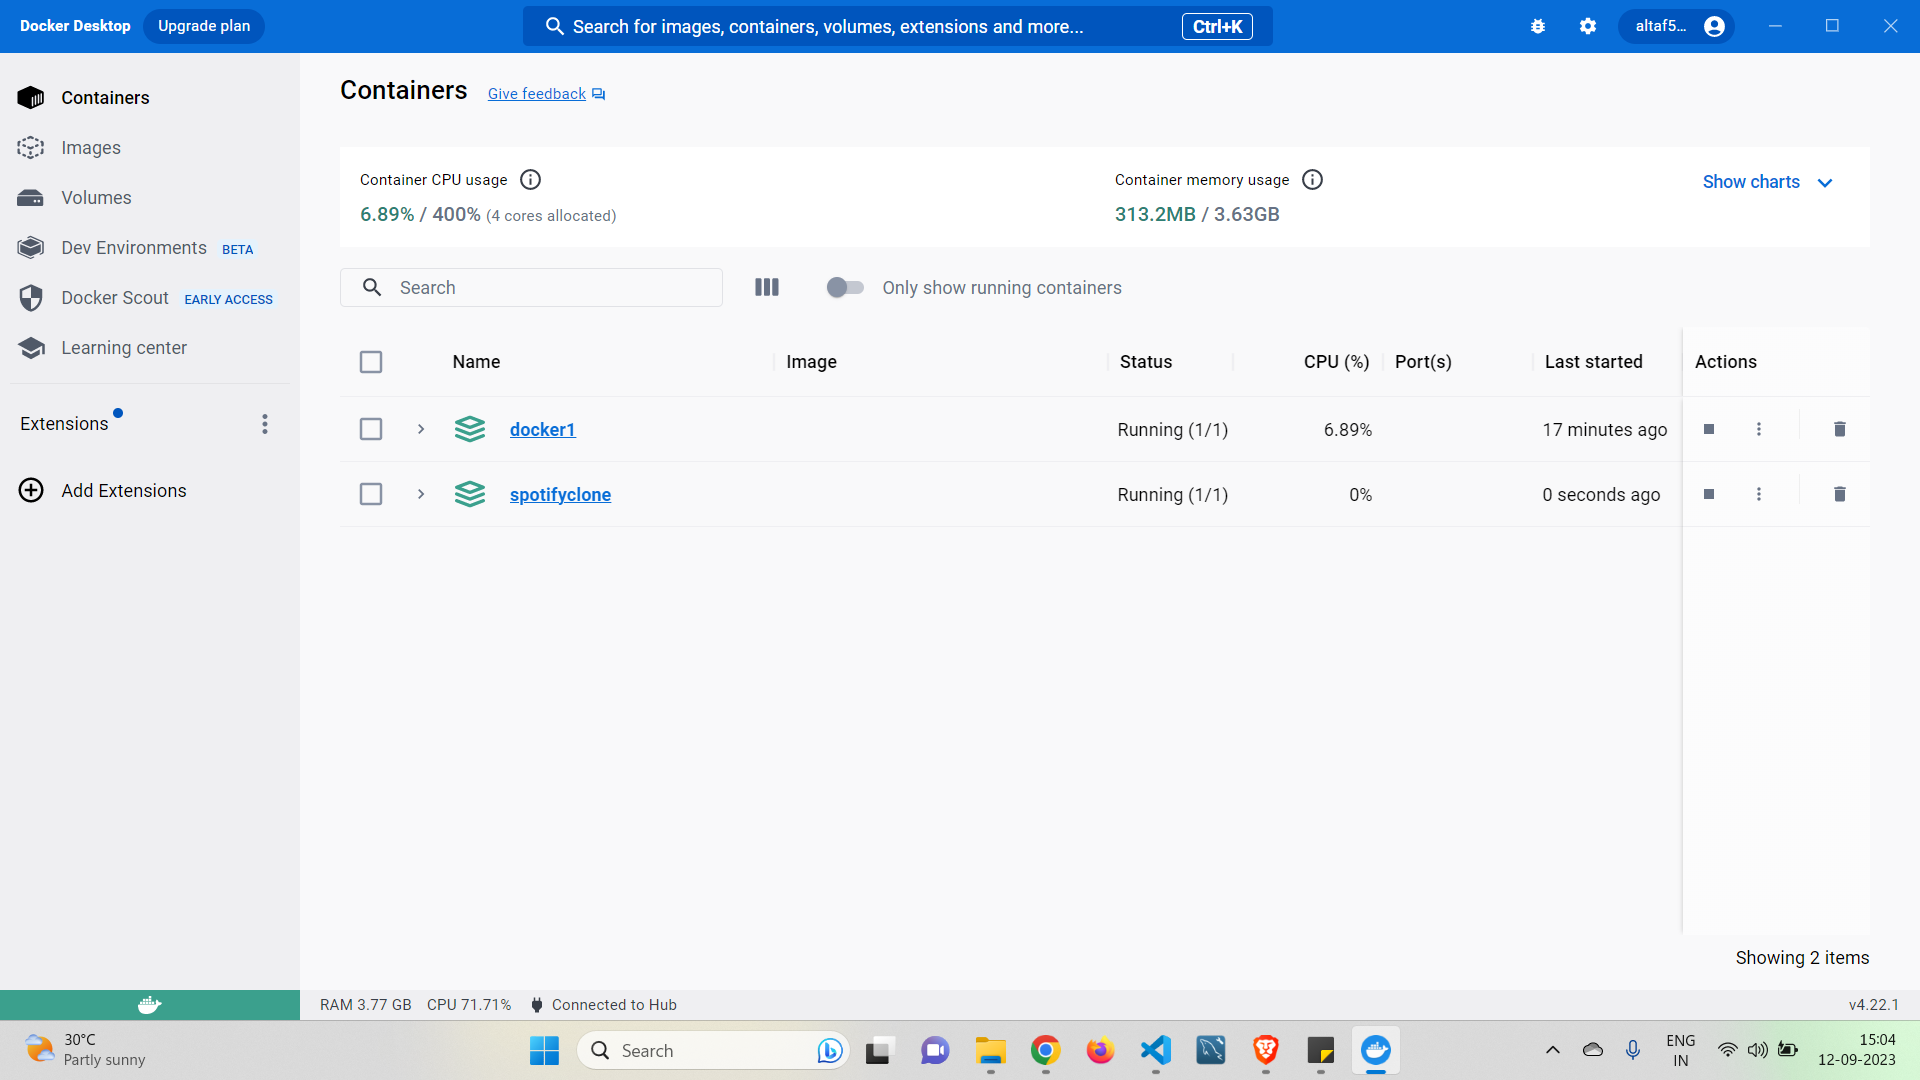 Docker Desktop Upgrade plan Search for images, containers, volumes, extensions and more... Ctrl+K altaf5...
Containers
Images
Volumes
Dev Environments BETA
Docker Scout EARLY ACCESS
Learning center
Extensions
Add Extensions
Containers Give feedback
Container CPU usage
6.89% / 400% (4 cores allocated)
Container memory usage
313.2MB / 3.63GB
Show charts
Search
Only show running containers
Name Image Status CPU (%) Port(s) Last started Actions
docker1 Running (1/1) 6.89% 17 minutes ago
spotifyclone Running (1/1) 0% 0 seconds ago
Showing 2 items
RAM 3.77 GB CPU 71.71% Connected to Hub v4.22.1
30°C
Partly sunny
Search
ENG
IN
15:04
12-09-2023